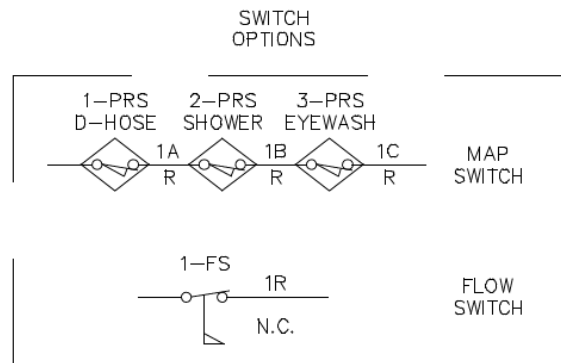 SWITCH
OPTIONS
1-PRS 2-PRS 3-PRS
D-HOSE SHOWER EYEWASH
1A 1B 1C
R R R
MAP
SWITCH
1-FS
1R
N.C.
FLOW
SWITCH